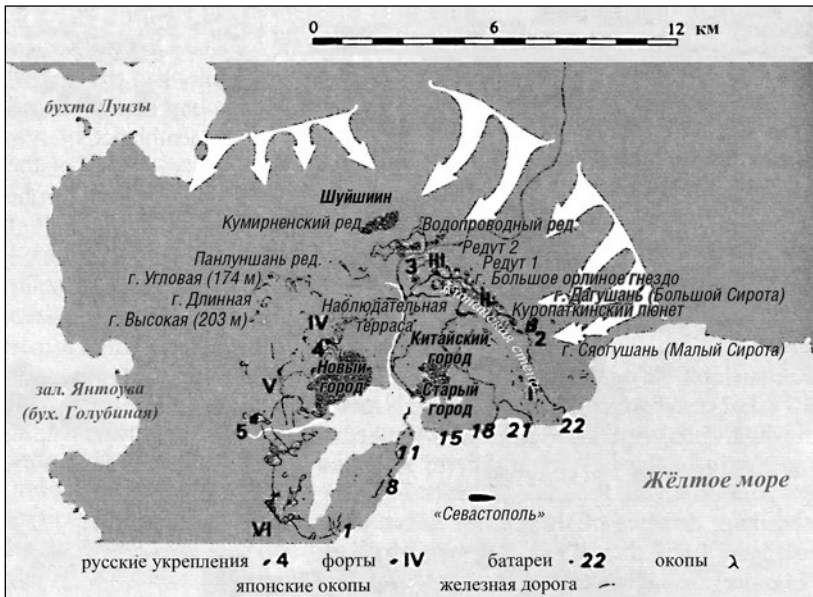 0 6 12 км
бухта Луизы
Шуйшиин
Кумирненский ред.
Водопроводный ред.
Редут 2
3 III
Редут 1
Панлуншань ред.
г. Большое орлиное гнездо
г. Угловая (174 м)
II
г. Дагушань (Большой Сирота)
г. Длинная
Наблюдательная
терраса
Куропаткинский люнет
г. Высокая (203 м)
IV
Китайская стена
2
4
Китайский
город
г. Сяогушань (Малый Сирота)
Новый
город
V
зал. Янтоува
(бух. Голубиная)
Старый
город
I
5
11
15
18
21
22
8
Жёлтое море
«Севастополь»
VI
1
русские укрепления 4 форты IV батареи 22 окопы
японские окопы железная дорога